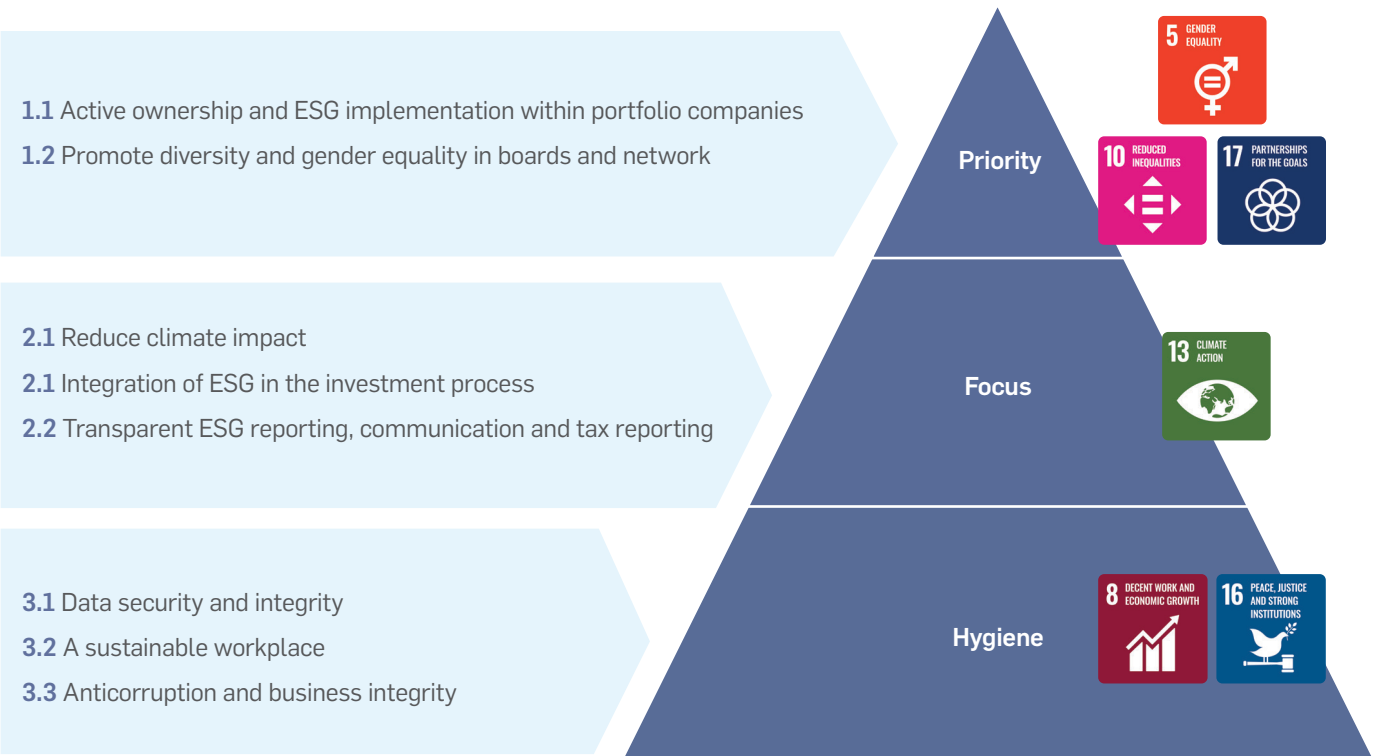 1.1 Active ownership and ESG implementation within portfolio companies
1.2 Promote diversity and gender equality in boards and network
Priority
5 GENDER
EQUALITY
10 REDUCED
INEQUALITIES
17 PARTNERSHIPS
FOR THE GOALS
2.1 Reduce climate impact
2.1 Integration of ESG in the investment process
2.2 Transparent ESG reporting, communication and tax reporting
Focus
13 CLIMATE
ACTION
3.1 Data security and integrity
3.2 A sustainable workplace
3.3 Anticorruption and business integrity
Hygiene
8 DECENT WORK AND
ECONOMIC GROWTH
16 PEACE, JUSTICE
AND STRONG
INSTITUTIONS